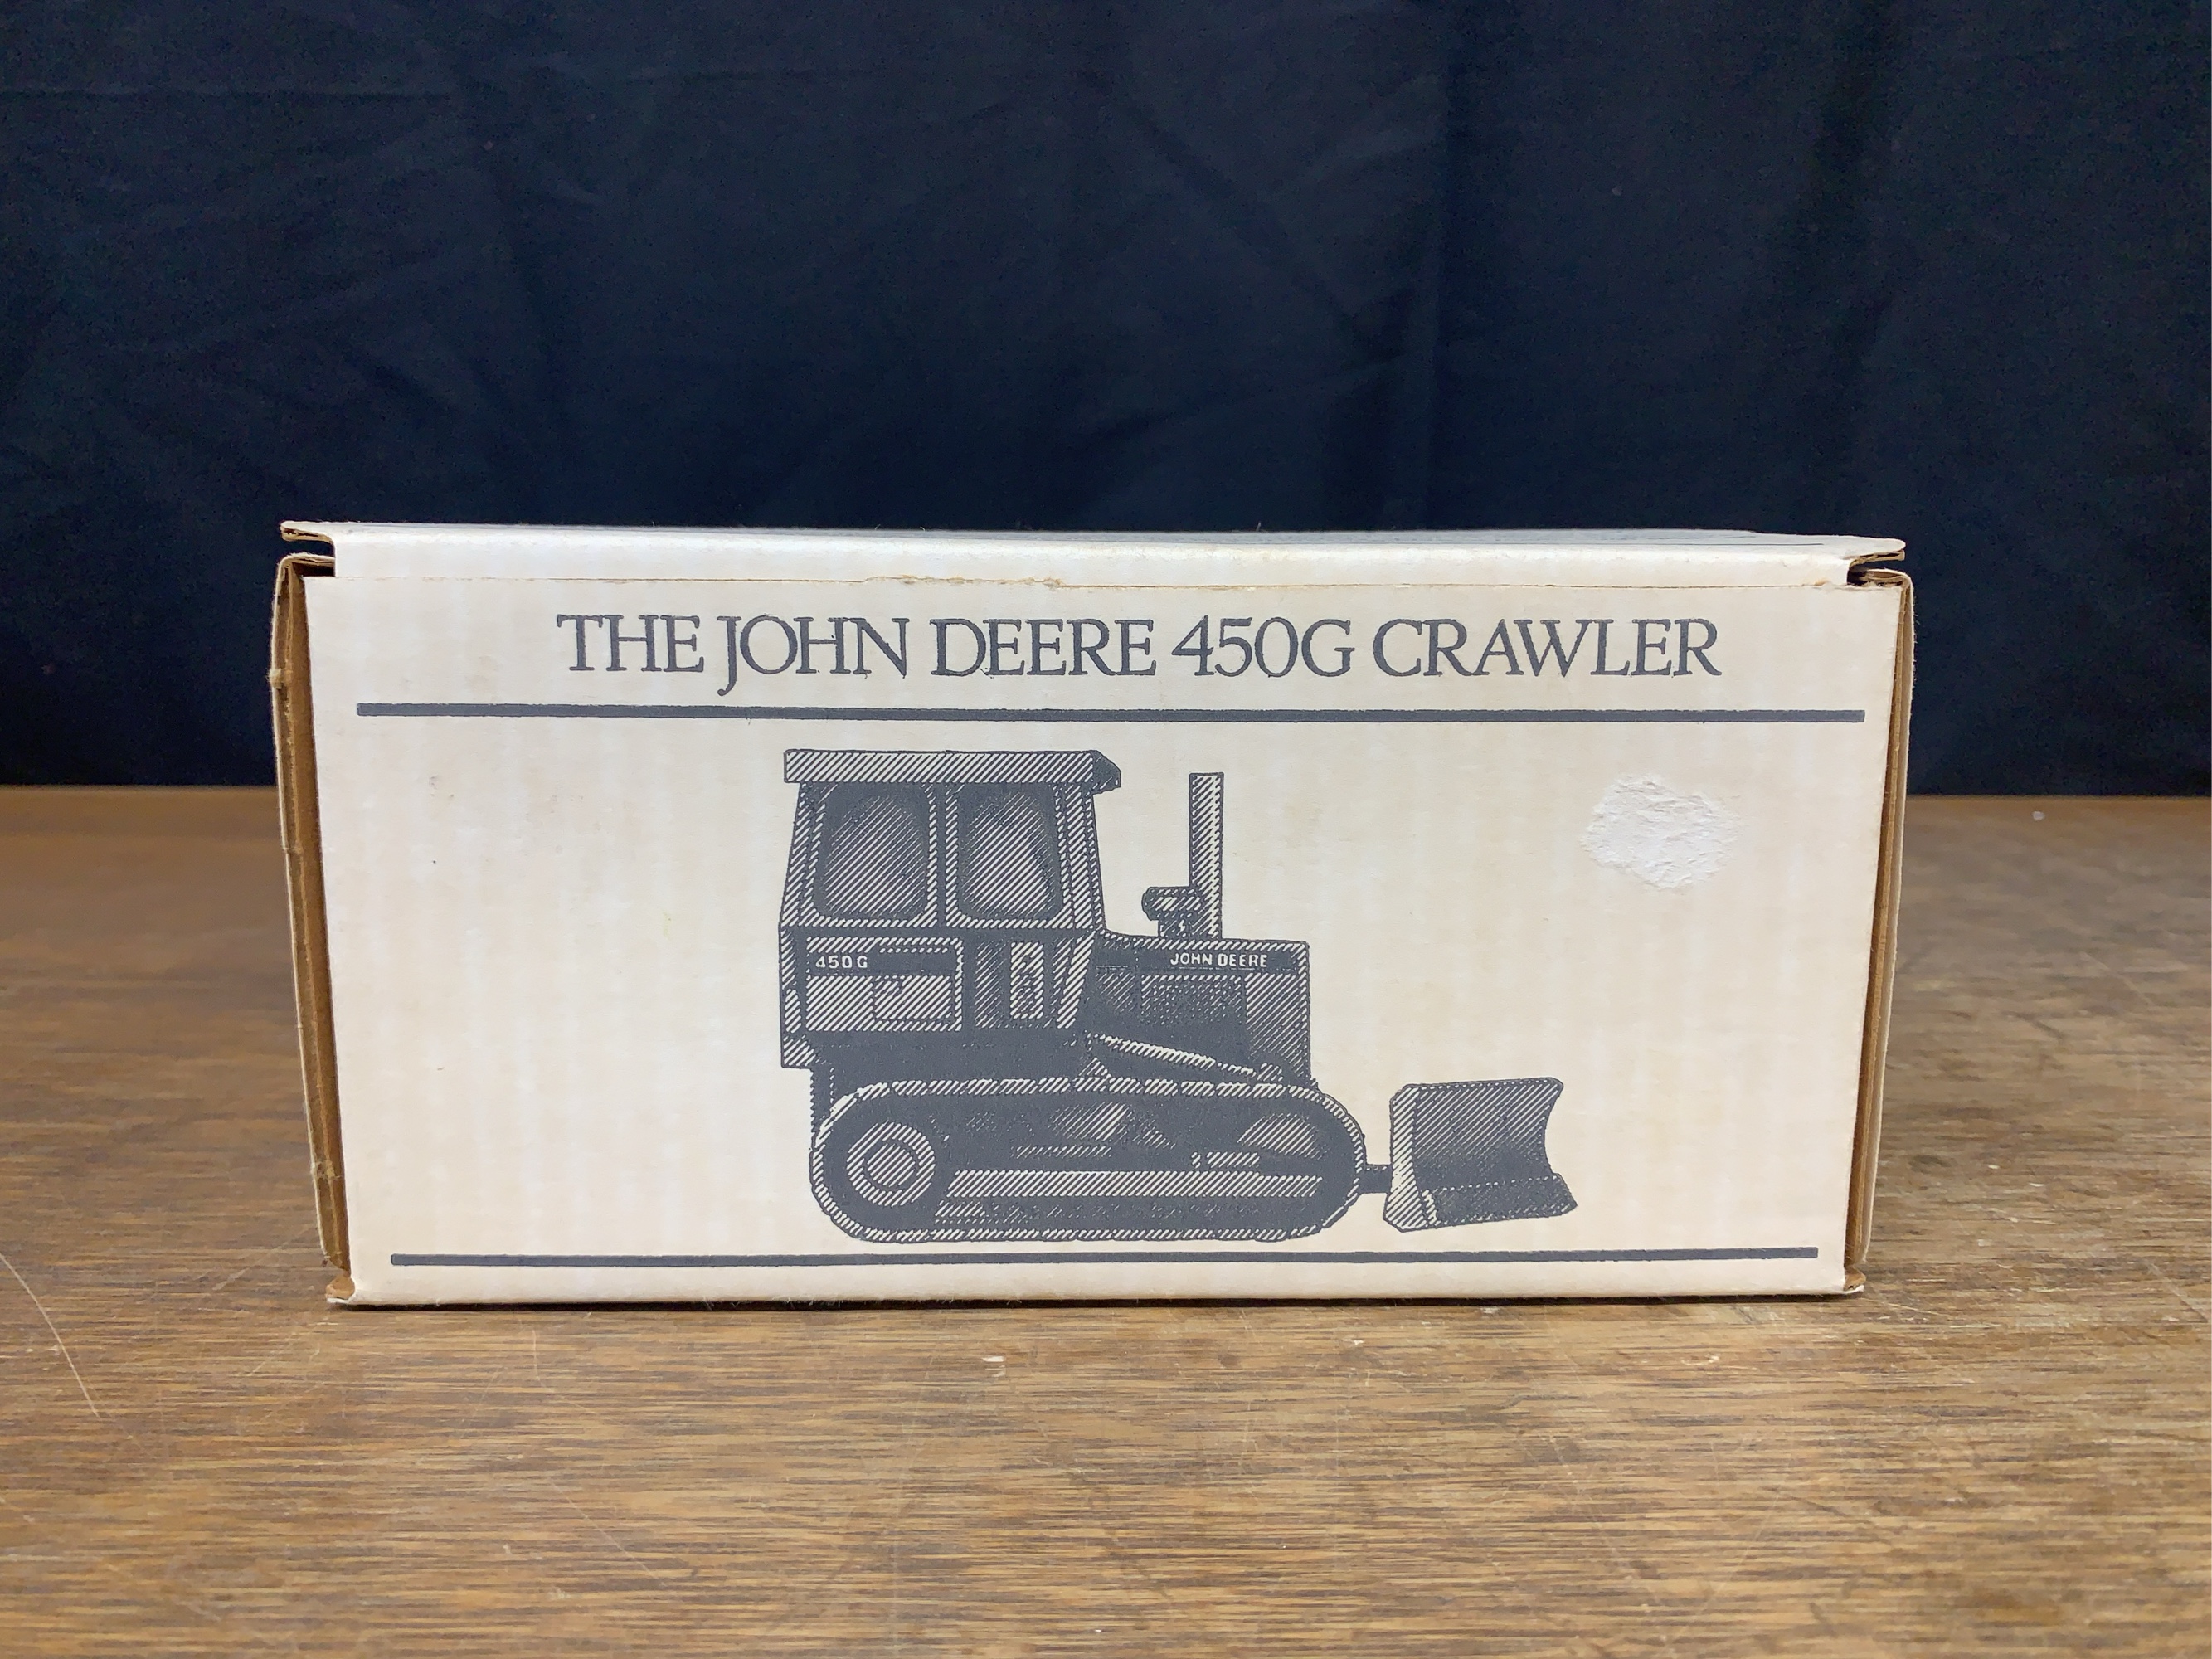 THE JOHN DEERE 450G CRAWLER
450G
JOHN DEERE